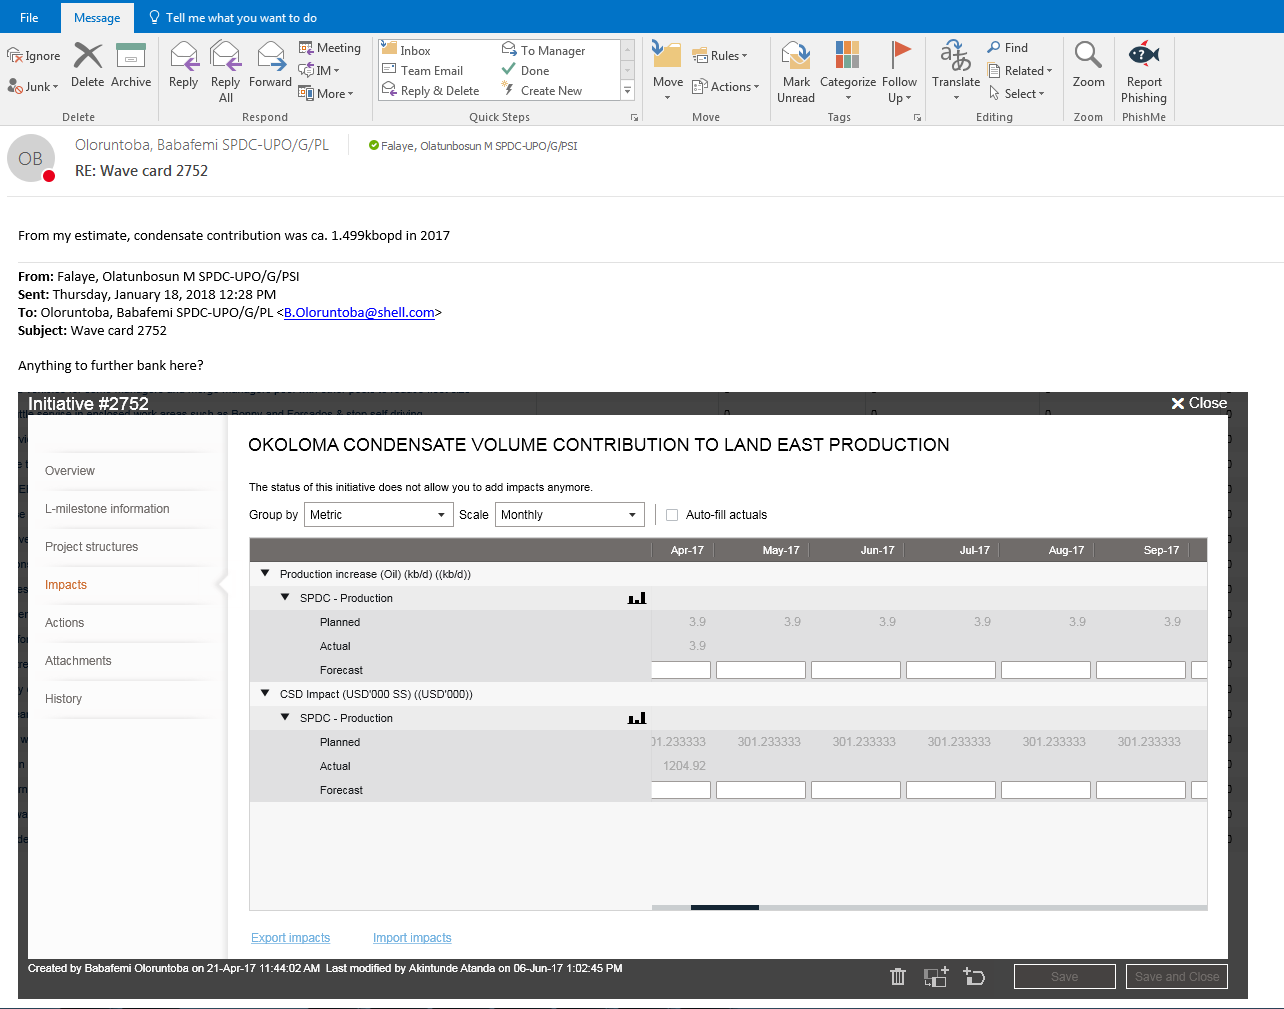 File Message Tell me what you want to do
Ignore
Junk
Delete
Archive
Delete
Reply
Reply All
Forward
Meeting
IM
More
Respond
Inbox To Manager
Team Email Done
Reply & Delete Create New
Quick Steps
Move
Rules
Actions
Move
Mark Unread
Categorize
Follow Up
Tags
Translate
Find
Related
Select
Editing
Zoom
Zoom
Report Phishing
PhishMe
OB
Oloruntoba, Babafemi SPDC-UPO/G/PL Falaye, Olatunbosun M SPDC-UPO/G/PSI
RE: Wave card 2752
From my estimate, condensate contribution was ca. 1.499kbopd in 2017
From: Falaye, Olatunbosun M SPDC-UPO/G/PSI
Sent: Thursday, January 18, 2018 12:28 PM
To: Oloruntoba, Babafemi SPDC-UPO/G/PL <B.Oloruntoba@shell.com>
Subject: Wave card 2752
Anything to further bank here?
Initiative #2752 Close
OKOLOMA CONDENSATE VOLUME CONTRIBUTION TO LAND EAST PRODUCTION
Overview
L-milestone information
Project structures
Impacts
Actions
Attachments
History
The status of this initiative does not allow you to add impacts anymore.
Group by Metric Scale Monthly Auto-fill actuals
Apr-17 May-17 Jun-17 Jul-17 Aug-17 Sep-17
Production increase (Oil) (kb/d) ((kb/d))
SPDC - Production
Planned 3.9 3.9 3.9 3.9 3.9 3.9
Actual 3.9
Forecast
CSD Impact (USD'000 SS) ((USD'000))
SPDC - Production
Planned 01.233333 301.233333 301.233333 301.233333 301.233333 301.233333
Actual 1204.92
Forecast
Export impacts Import impacts
Created by Babafemi Oloruntoba on 21-Apr-17 11:44:02 AM Last modified by Akintunde Atanda on 06-Jun-17 1:02:45 PM
Save Save and Close